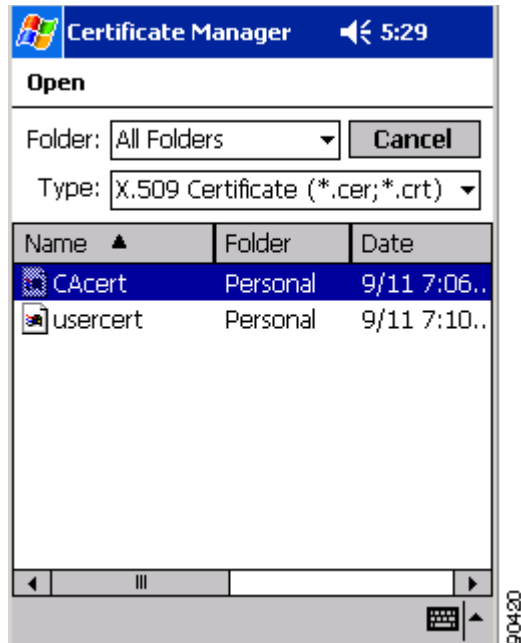 Certificate Manager 5:29
Open
Folder: All Folders Cancel
Type: X.509 Certificate (*.cer;*.crt)
Name Folder Date
CAcert Personal 9/11 7:06..
usercert Personal 9/11 7:10..
90420